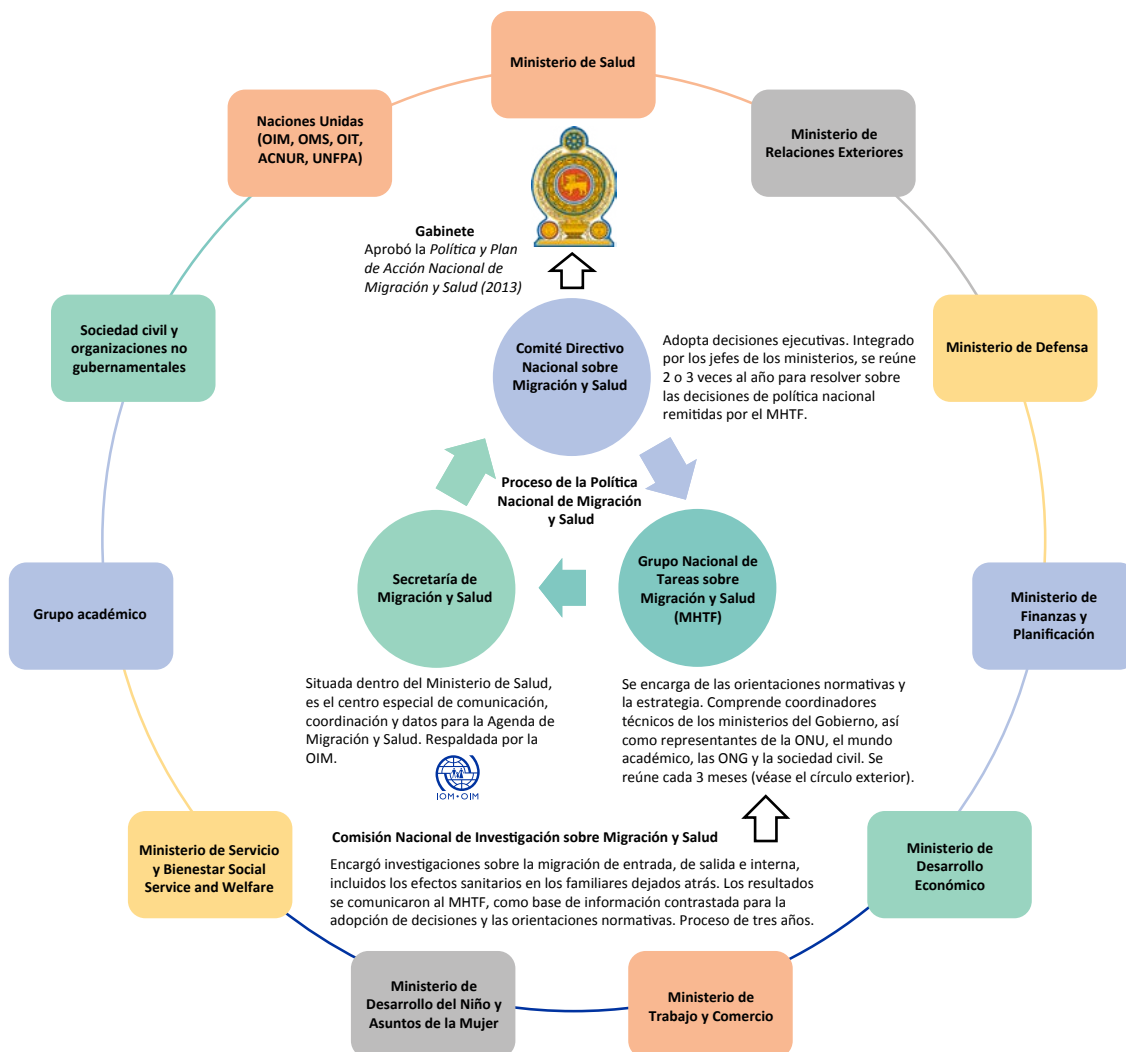 Ministerio de Salud
Naciones Unidas
(OIM, OMS, OIT,
ACNUR, UNFPA)
Ministerio de
Relaciones Exteriores
Gabinete
Aprobó la Política y Plan
de Acción Nacional de
Migración y Salud (2013)
Sociedad civil y
organizaciones no
gubernamentales
Comité Directivo
Nacional sobre
Migración y Salud
Adopta decisiones ejecutivas. Integrado
por los jefes de los ministerios, se reúne
2 o 3 veces al año para resolver sobre
las decisiones de política nacional
remitidas por el MHTF.
Ministerio de Defensa
Proceso de la Política
Nacional de Migración
y Salud
Grupo académico
Secretaría de
Migración y Salud
Grupo Nacional de
Tareas sobre
Migración y Salud
(MHTF)
Ministerio de
Finanzas y
Planificación
Situada dentro del Ministerio de Salud,
es el centro especial de comunicación,
coordinación y datos para la Agenda de
Migración y Salud. Respaldada por la
OIM.
IOM•OIM
Se encarga de las orientaciones normativas y
la estrategia. Comprende coordinadores
técnicos de los ministerios del Gobierno, así
como representantes de la ONU, el mundo
académico, las ONG y la sociedad civil. Se
reúne cada 3 meses (véase el círculo exterior).
Comisión Nacional de Investigación sobre Migración y Salud
Encargó investigaciones sobre la migración de entrada, de salida e interna,
incluidos los efectos sanitarios en los familiares dejados atrás. Los resultados
se comunicaron al MHTF, como base de información contrastada para la
adopción de decisiones y las orientaciones normativas. Proceso de tres años.
Ministerio de Servicio
y Bienestar Social
Service and Welfare
Ministerio de
Desarrollo
Económico
Ministerio de
Desarrollo del Niño y
Asuntos de la Mujer
Ministerio de
Trabajo y Comercio